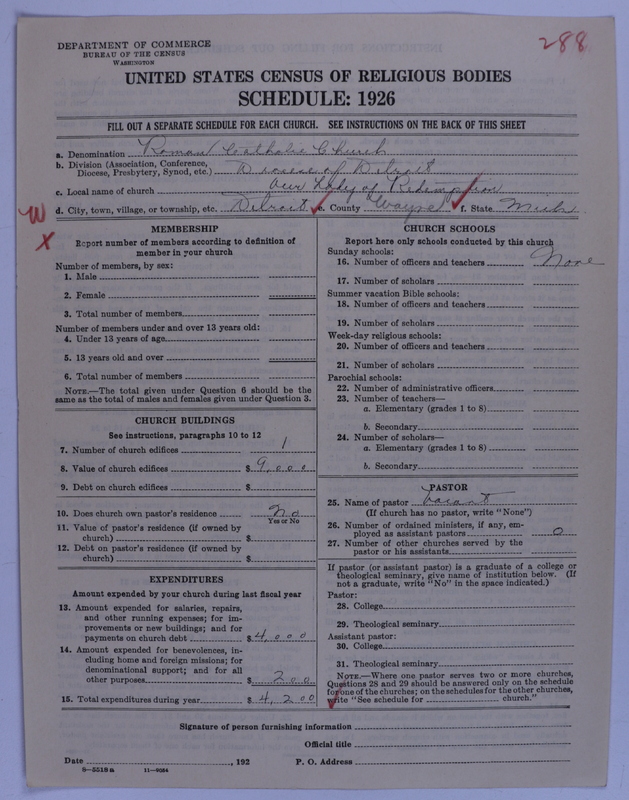 DEPARTMENT OF COMMERCE
BUREAU OF THE CENSUS
WASHINGTON
288
UNITED STATES CENSUS OF RELIGIOUS BODIES
SCHEDULE: 1926
FILL OUT A SEPARATE SCHEDULE FOR EACH CHURCH. SEE INSTRUCTIONS ON THE BACK OF THIS SHEET
a. Denomination Roman Catholic Church
b. Division (Association, Conference, Diocese, Presbytery, Synod, etc.) Diocese of Detroit
c. Local name of church Our Lady of Redemption
d. City, town, village, or township, etc. Detroit e. County Wayne f. State Mich
W
X
MEMBERSHIP
Report number of members according to definition of
member in your church
Number of members, by sex:
1. Male
2. Female
3. Total number of members
Number of members under and over 13 years old:
4. Under 13 years of age
5. 13 years old and over
6. Total number of members
NOTE.—The total given under Question 6 should be the
same as the total of males and females given under Question 3.
CHURCH BUILDINGS
See instructions, paragraphs 10 to 12
7. Number of church edifices 1
8. Value of church edifices $ 9,000
9. Debt on church edifices $
10. Does church own pastor's residence No
Yes or No
11. Value of pastor's residence (if owned by
church) $
12. Debt on pastor's residence (if owned by
church) $
EXPENDITURES
Amount expended by your church during last fiscal year
13. Amount expended for salaries, repairs,
and other running expenses; for im-
provements or new buildings; and for
payments on church debt $ 4,000
14. Amount expended for benevolences, in-
cluding home and foreign missions; for
denominational support; and for all
other purposes $ 200
15. Total expenditures during year $ 4,200
CHURCH SCHOOLS
Report here only schools conducted by this church
Sunday schools:
16. Number of officers and teachers None
17. Number of scholars
Summer vacation Bible schools:
18. Number of officers and teachers
19. Number of scholars
Week-day religious schools:
20. Number of officers and teachers
21. Number of scholars
Parochial schools:
22. Number of administrative officers
23. Number of teachers—
a. Elementary (grades 1 to 8)
b. Secondary
24. Number of scholars—
a. Elementary (grades 1 to 8)
b. Secondary
PASTOR
25. Name of pastor Vacant
(If church has no pastor, write "None")
26. Number of ordained ministers, if any, em-
ployed as assistant pastors 0
27. Number of other churches served by the
pastor or his assistants
If pastor (or assistant pastor) is a graduate of a college or
theological seminary, give name of institution below. (If
not a graduate, write "No" in the space indicated.)
Pastor:
28. College
29. Theological seminary
Assistant pastor:
30. College
31. Theological seminary
NOTE.—Where one pastor serves two or more churches,
Questions 28 and 29 should be answered only on the schedule
for one of the churches; on the schedules for the other churches,
write "See schedule for church."
Signature of person furnishing information
Official title
Date , 192 P. O. Address
8—5518a 11—9024